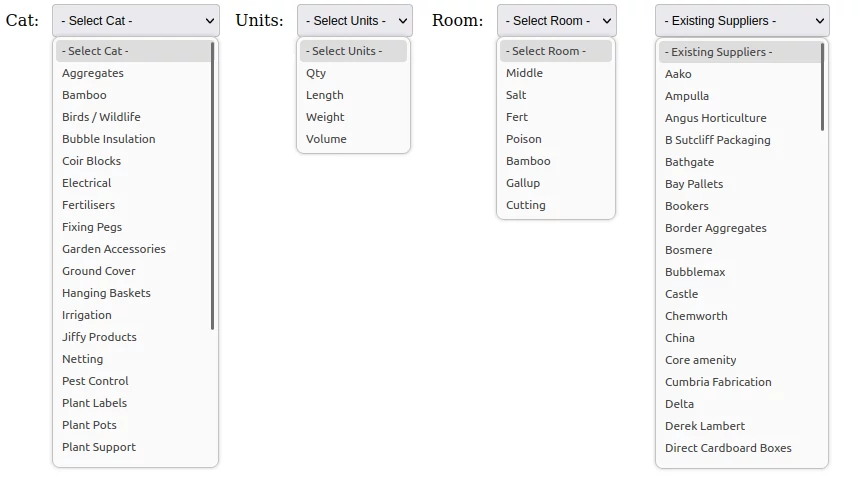 Cat: - Select Cat - Units: - Select Units - Room: - Select Room - - Existing Suppliers -
- Select Cat -
Aggregates
Bamboo
Birds / Wildlife
Bubble Insulation
Coir Blocks
Electrical
Fertilisers
Fixing Pegs
Garden Accessories
Ground Cover
Hanging Baskets
Irrigation
Jiffy Products
Netting
Pest Control
Plant Labels
Plant Pots
Plant Support
- Select Units -
Qty
Length
Weight
Volume
- Select Room -
Middle
Salt
Fert
Poison
Bamboo
Gallup
Cutting
- Existing Suppliers -
Aako
Ampulla
Angus Horticulture
B Sutcliff Packaging
Bathgate
Bay Pallets
Bookers
Border Aggregates
Bosmere
Bubblemax
Castle
Chemworth
China
Core amenity
Cumbria Fabrication
Delta
Derek Lambert
Direct Cardboard Boxes